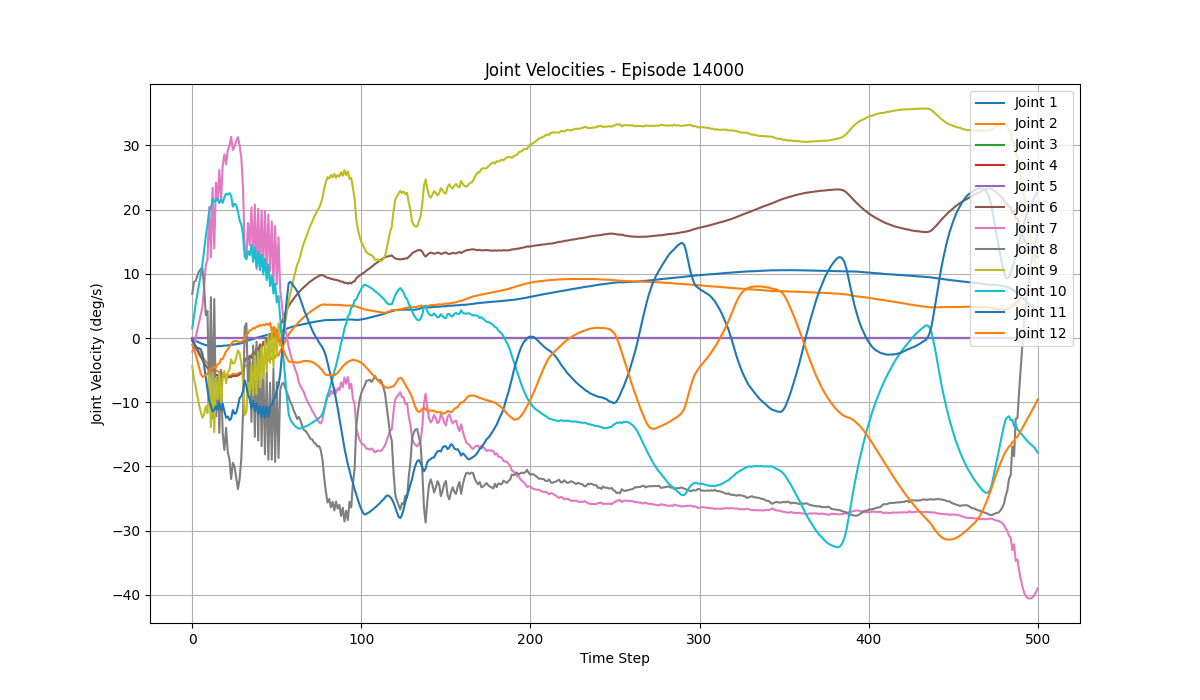 Joint Velocities - Episode 14000
Joint Velocity (deg/s)
30
20
10
0
−10
−20
−30
−40
0 100 200 300 400 500
Time Step
Joint 1
Joint 2
Joint 3
Joint 4
Joint 5
Joint 6
Joint 7
Joint 8
Joint 9
Joint 10
Joint 11
Joint 12